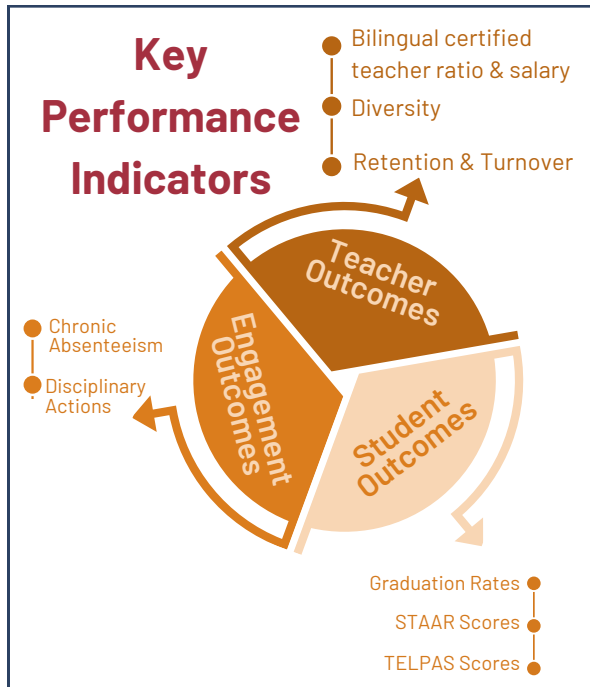 Key
Performance
Indicators
Bilingual certified
teacher ratio & salary
Diversity
Retention & Turnover
Teacher
Outcomes
Engagement
Outcomes
Chronic
Absenteeism
Disciplinary
Actions
Student
Outcomes
Graduation Rates
STAAR Scores
TELPAS Scores